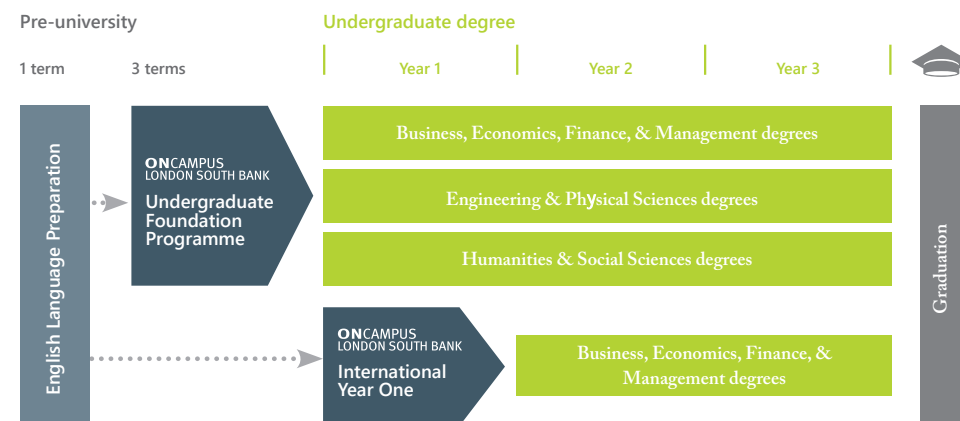 Pre-university
Undergraduate degree
1 term
3 terms
Year 1
Year 2
Year 3
English Language Preparation
ONCAMPUS
LONDON SOUTH BANK
Undergraduate
Foundation
Programme
Business, Economics, Finance, & Management degrees
Engineering & Physical Sciences degrees
Humanities & Social Sciences degrees
ONCAMPUS
LONDON SOUTH BANK
International
Year One
Business, Economics, Finance, &
Management degrees
Graduation